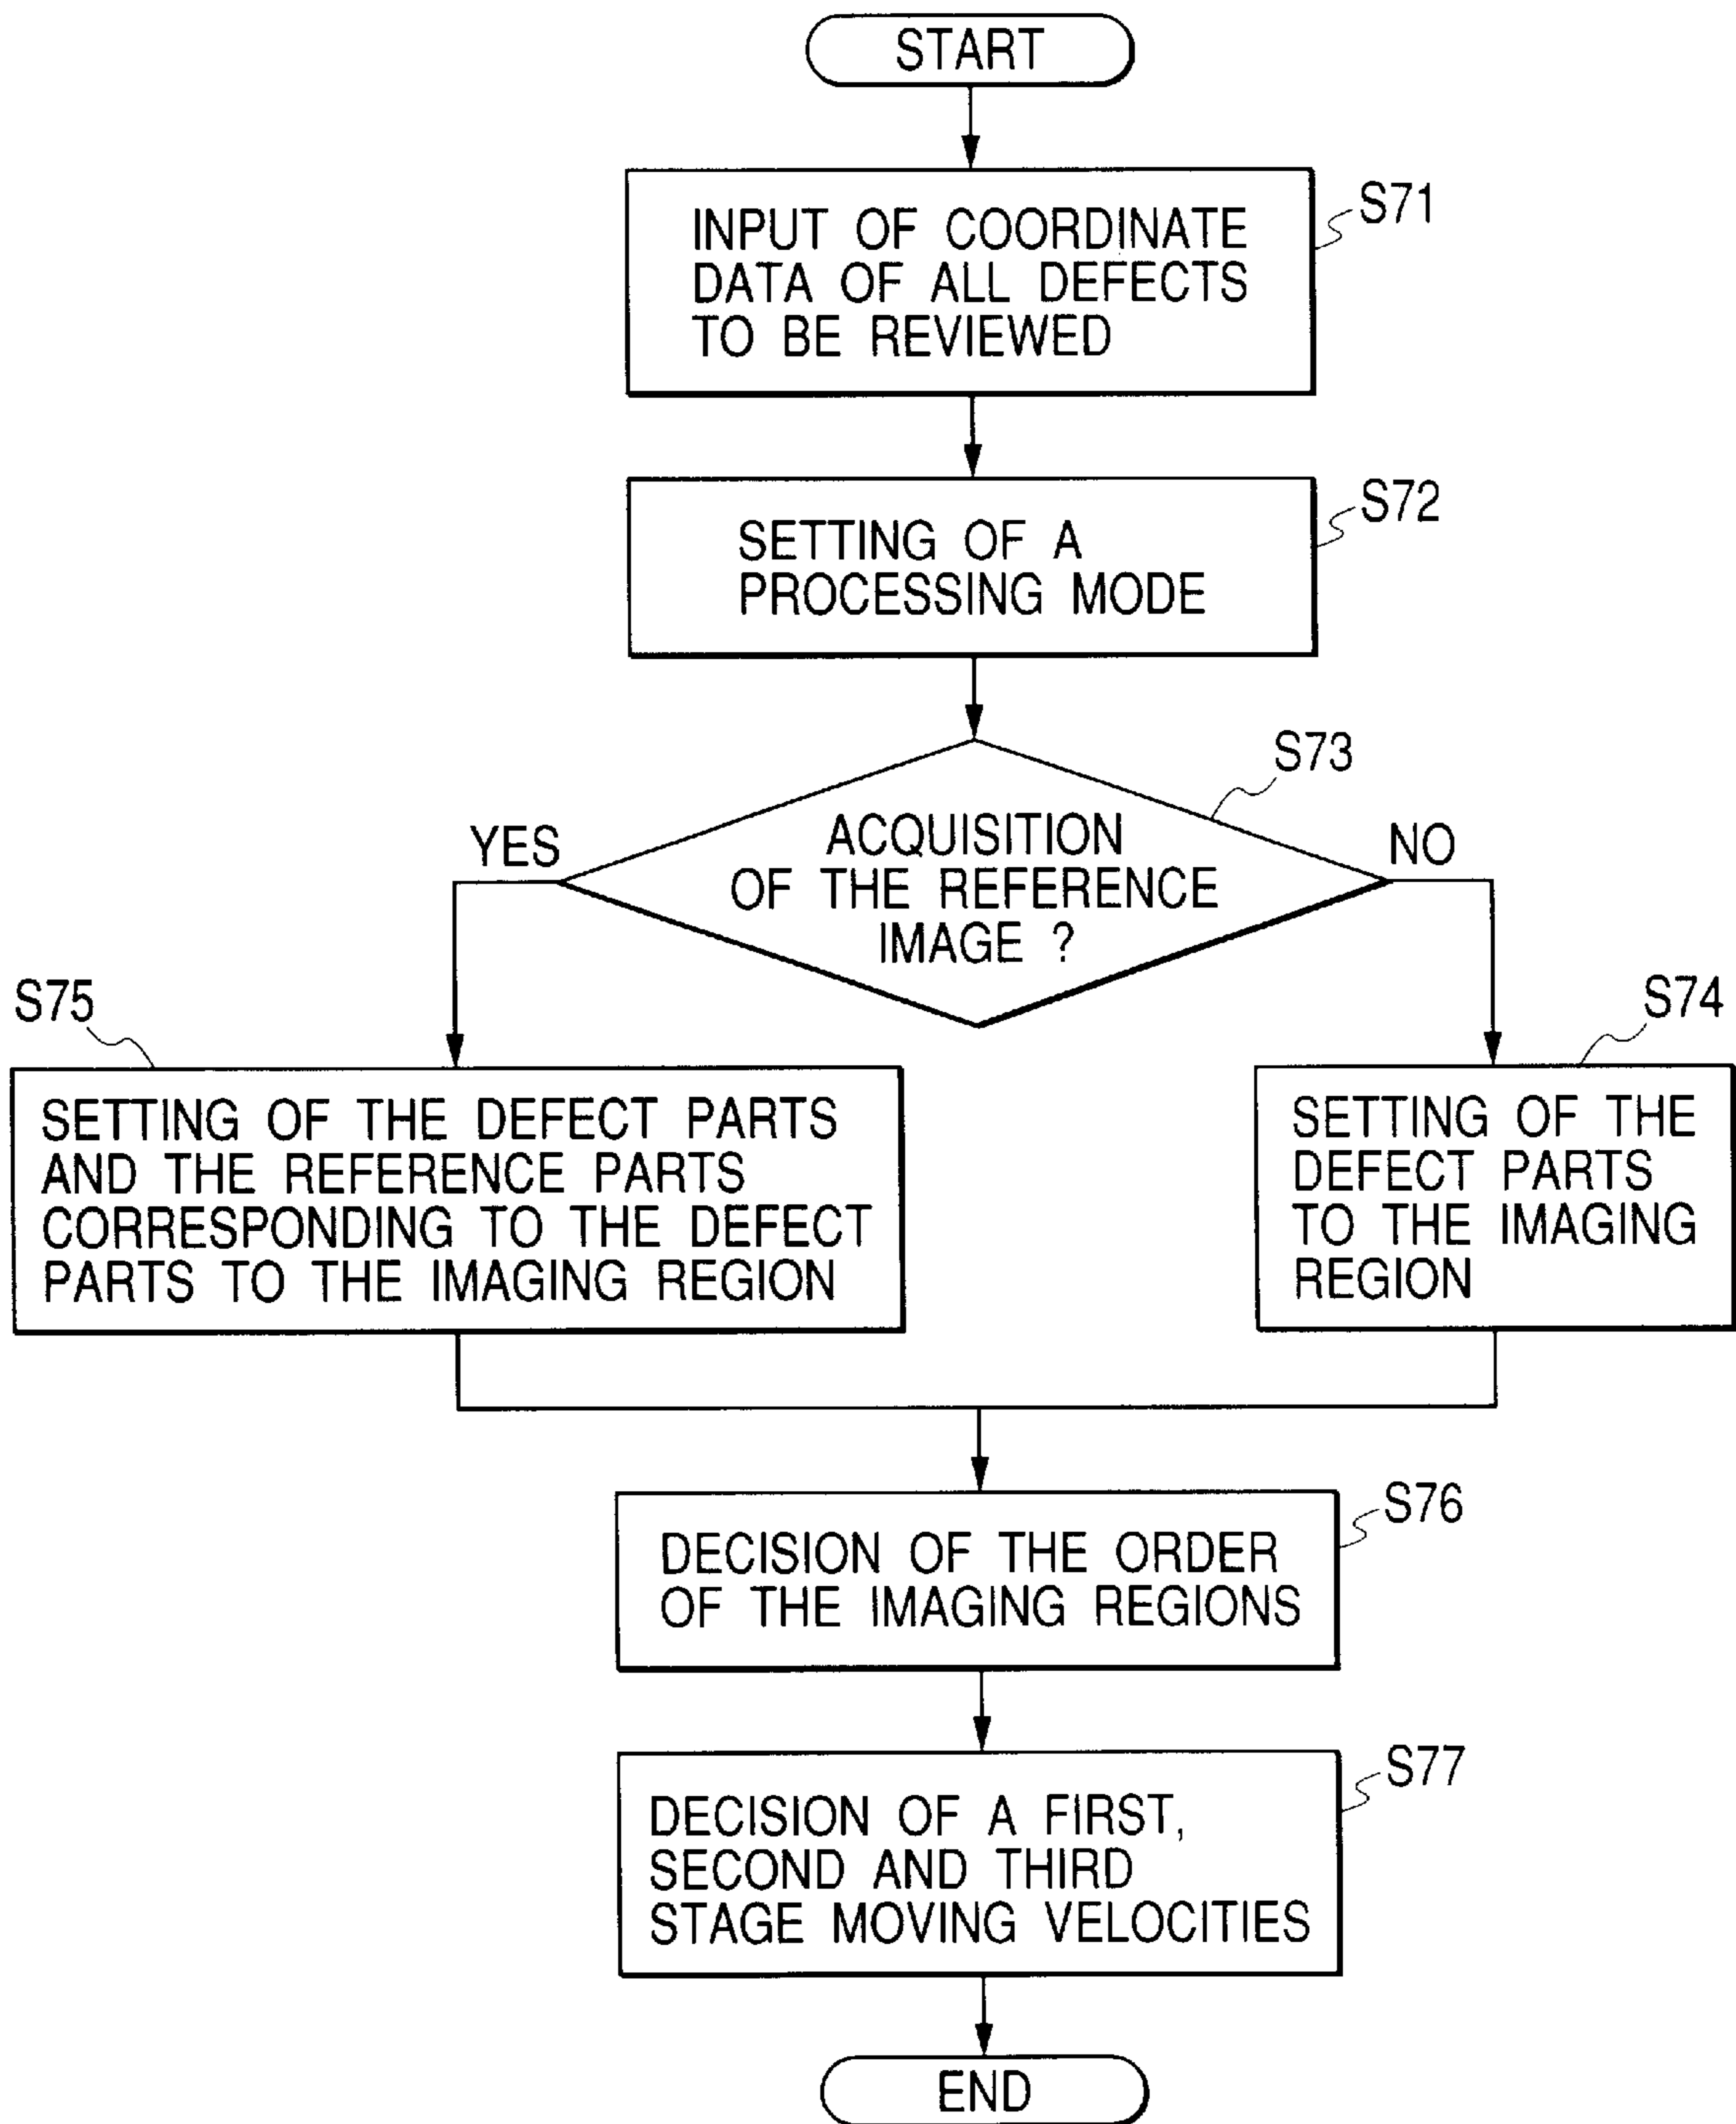 START
S71
INPUT OF COORDINATE
DATA OF ALL DEFECTS
TO BE REVIEWED
S72
SETTING OF A
PROCESSING MODE
S73
YES
ACQUISITION
OF THE REFERENCE
IMAGE ?
NO
S75
SETTING OF THE DEFECT PARTS
AND THE REFERENCE PARTS
CORRESPONDING TO THE DEFECT
PARTS TO THE IMAGING REGION
S74
SETTING OF THE
DEFECT PARTS
TO THE IMAGING
REGION
S76
DECISION OF THE ORDER
OF THE IMAGING REGIONS
S77
DECISION OF A FIRST,
SECOND AND THIRD
STAGE MOVING VELOCITIES
END